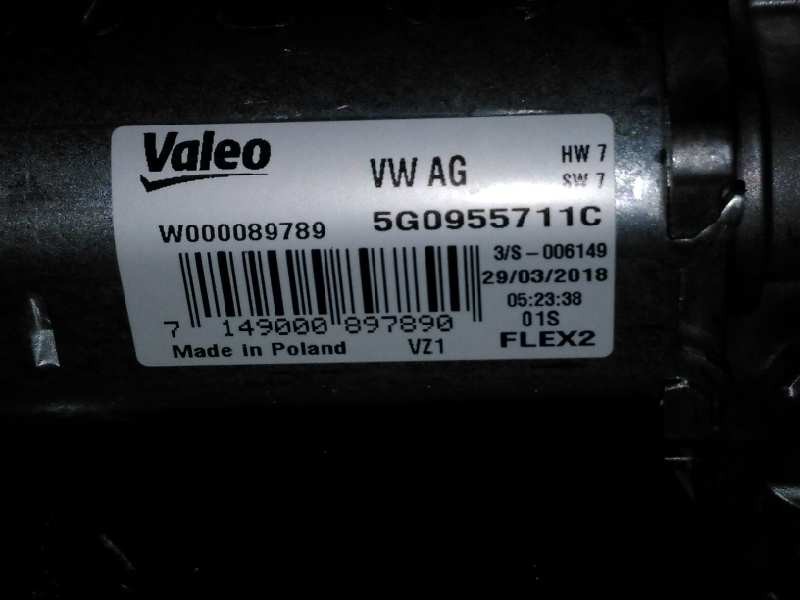 Valeo
VW AG
HW 7
SW 7
W000089789
5G0955711C
3/S-006149
29/03/2018
05:23:38
01S
7 149000 897890
Made in Poland
VZ1
FLEX2